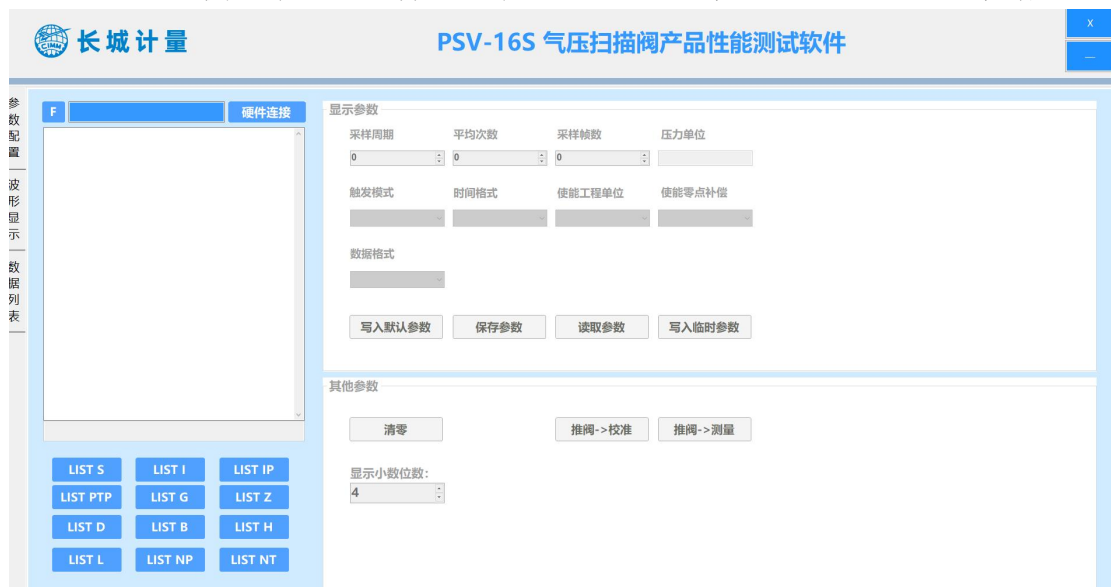 长城计量
CIMM
PSV-16S 气压扫描阀产品性能测试软件
X
—
参数配置
波形显示
数据列表
F
硬件连接
LIST S LIST I LIST IP
LIST PTP LIST G LIST Z
LIST D LIST B LIST H
LIST L LIST NP LIST NT
显示参数
采样周期 平均次数 采样帧数 压力单位
0 0 0
触发模式 时间格式 使能工程单位 使能零点补偿
数据格式
写入默认参数 保存参数 读取参数 写入临时参数
其他参数
清零 推阀->校准 推阀->测量
显示小数位数:
4